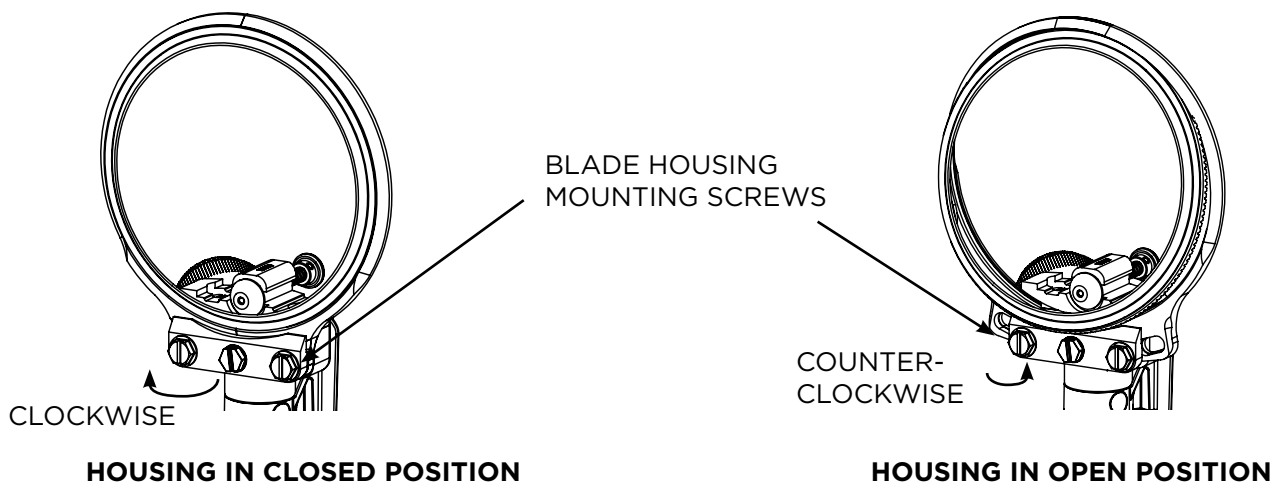 BLADE HOUSING
MOUNTING SCREWS
CLOCKWISE
COUNTER-
CLOCKWISE
HOUSING IN CLOSED POSITION
HOUSING IN OPEN POSITION